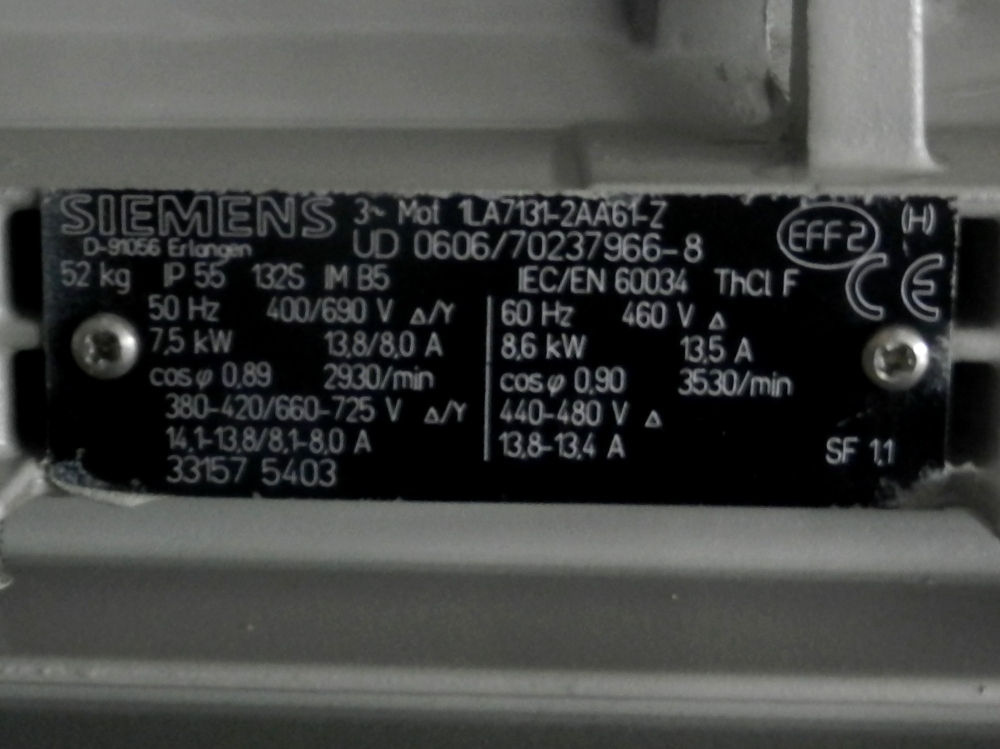 SIEMENS 3~ Mot 1LA7131-2AA61-Z EFF2 (H)
D-91056 Erlangen UD 0606/70237966-8
52 kg IP 55 132S IM B5 IEC/EN 60034 ThCl F CE
50 Hz 400/690 V Δ/Y 60 Hz 460 V Δ
7,5 kW 13,8/8,0 A 8,6 kW 13,5 A
cos φ 0,89 2930/min cos φ 0,90 3530/min
380-420/660-725 V Δ/Y 440-480 V Δ
14,1-13,8/8,1-8,0 A 13,8-13,4 A SF 1,1
33157 5403